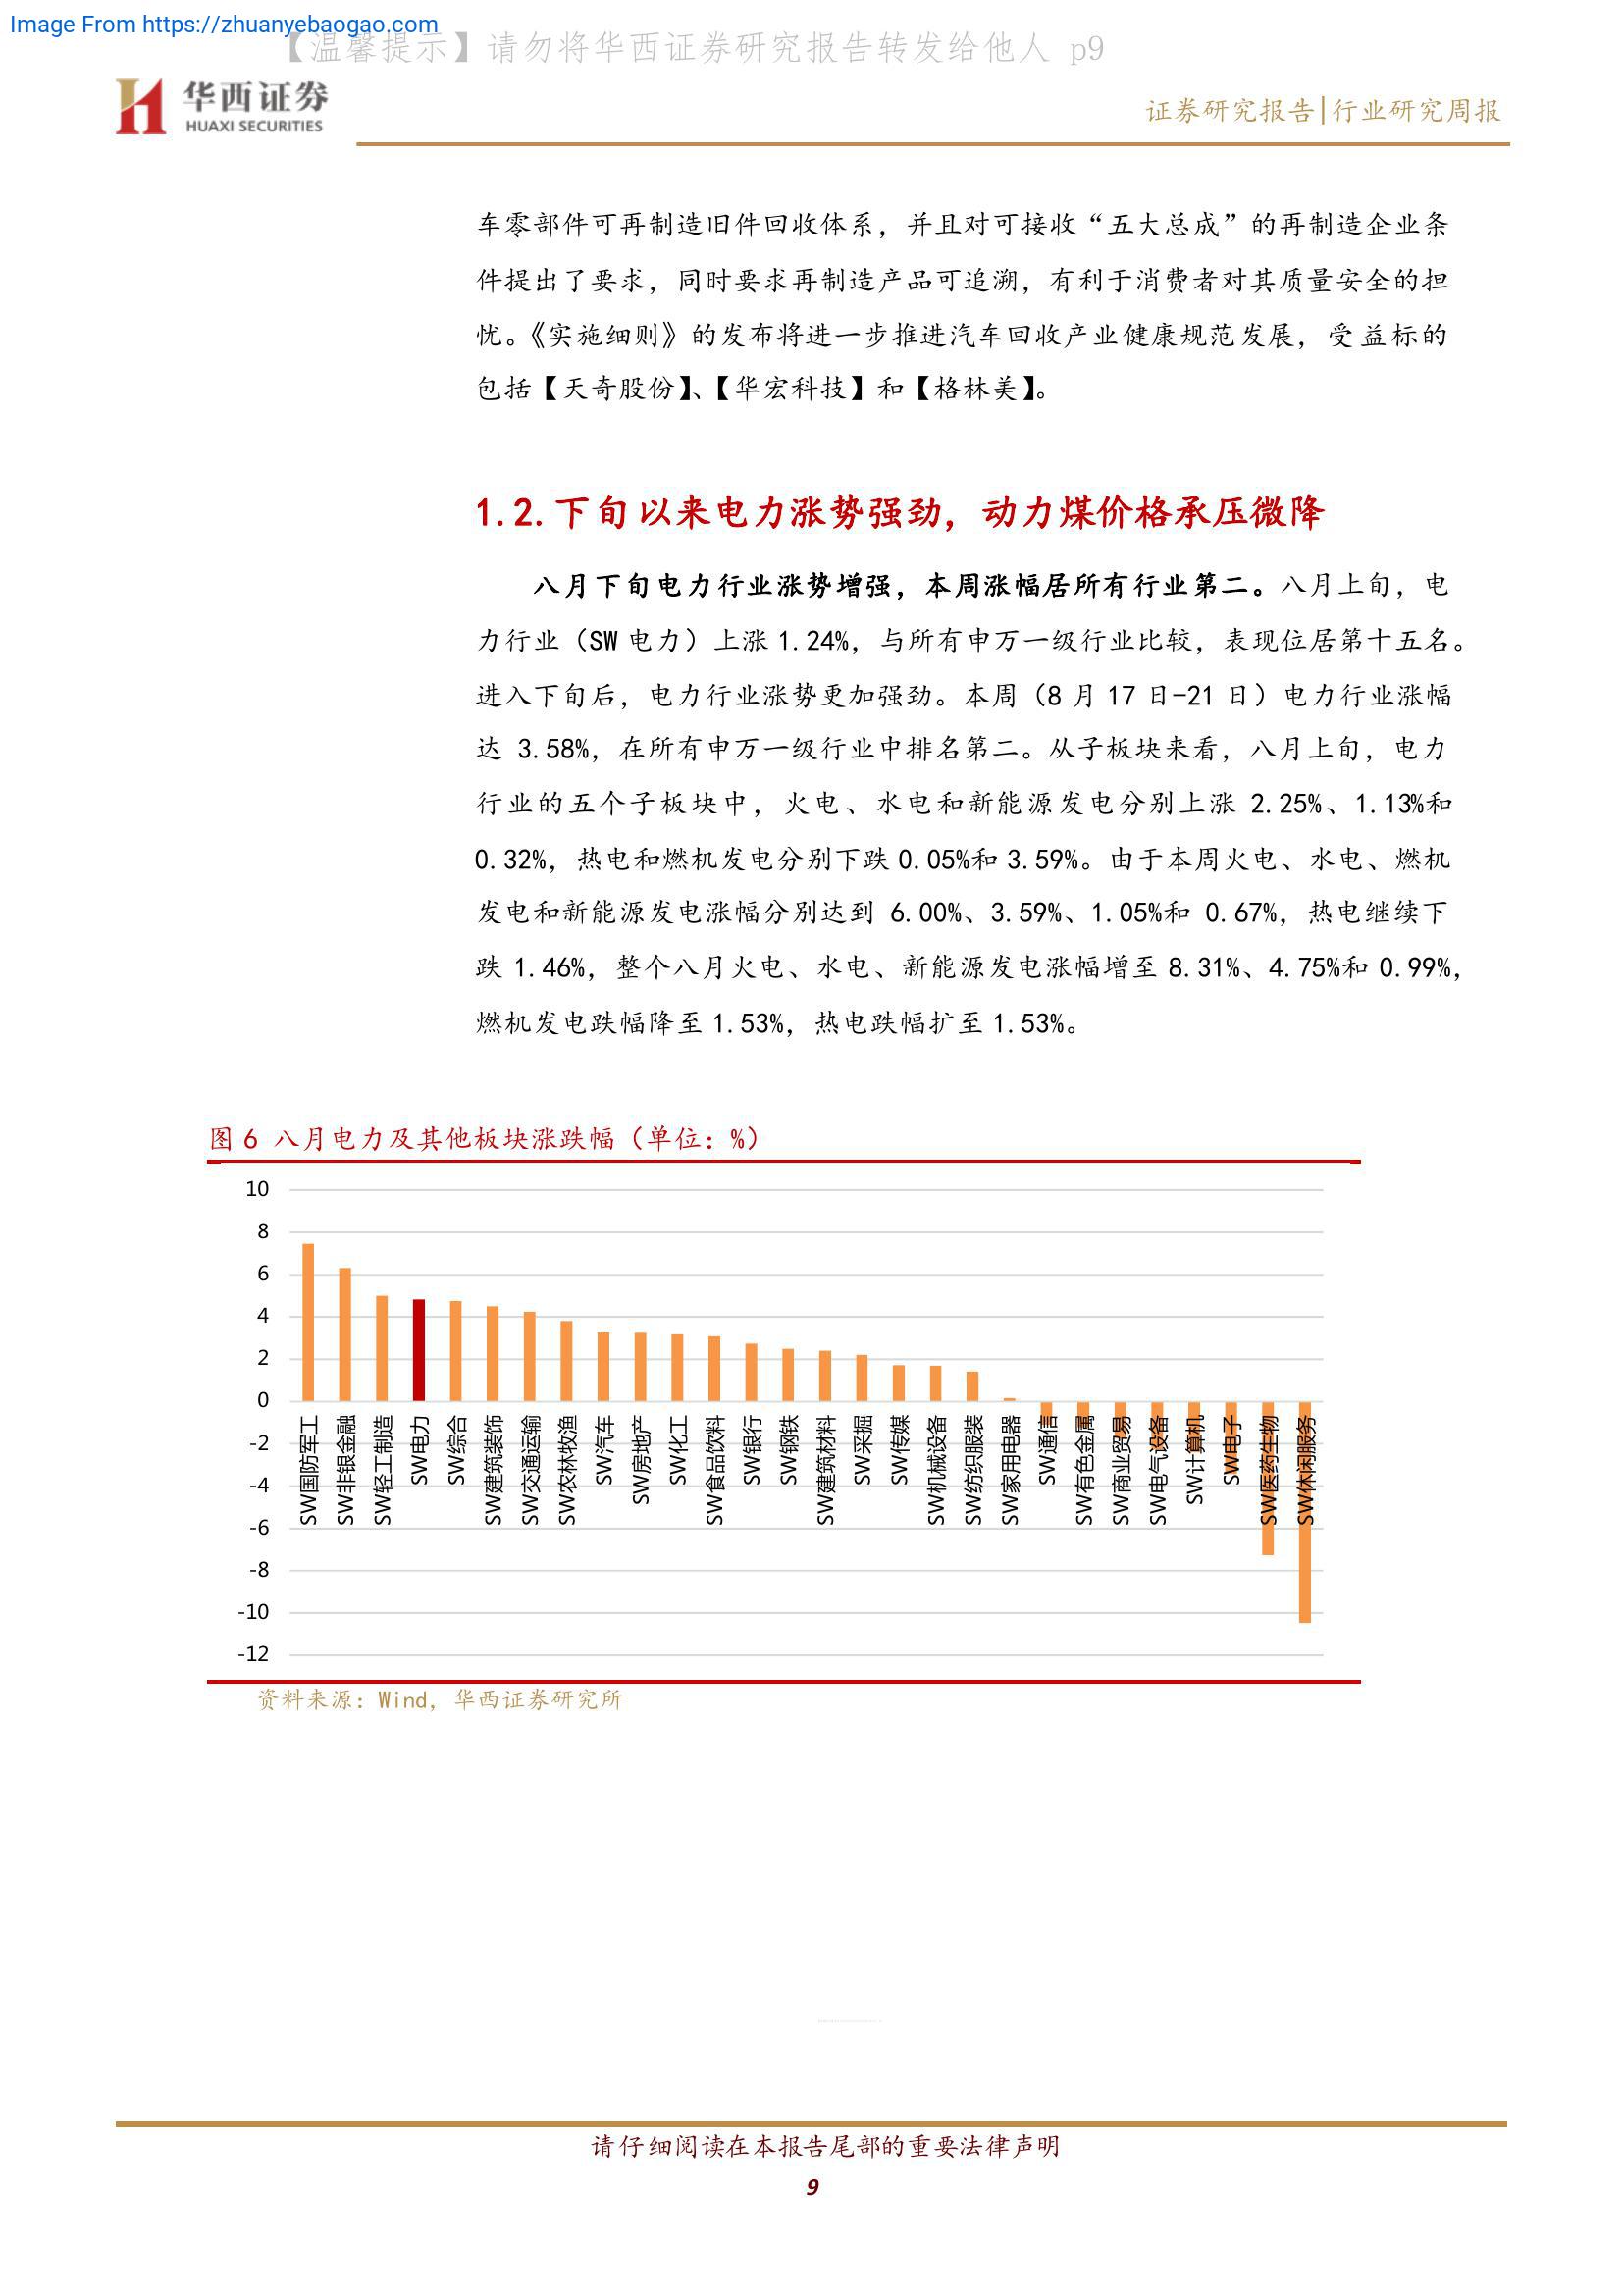 Image From https://zhuanyebaogao.com
【温馨提示】请勿将华西证券研究报告转发给他人 p9
华西证券
HUAXI SECURITIES
证券研究报告|行业研究周报
车零部件可再制造旧件回收体系，并且对可接收“五大总成”的再制造企业条
件提出了要求，同时要求再制造产品可追溯，有利于消费者对其质量安全的担
忧。《实施细则》的发布将进一步推进汽车回收产业健康规范发展，受益标的
包括【天奇股份】、【华宏科技】和【格林美】。
1.2.下旬以来电力涨势强劲，动力煤价格承压微降
八月下旬电力行业涨势增强，本周涨幅居所有行业第二。八月上旬，电
力行业（SW 电力）上涨 1.24%，与所有申万一级行业比较，表现位居第十五名。
进入下旬后，电力行业涨势更加强劲。本周（8 月 17 日-21 日）电力行业涨幅
达 3.58%，在所有申万一级行业中排名第二。从子板块来看，八月上旬，电力
行业的五个子板块中，火电、水电和新能源发电分别上涨 2.25%、1.13%和
0.32%，热电和燃机发电分别下跌 0.05%和 3.59%。由于本周火电、水电、燃机
发电和新能源发电涨幅分别达到 6.00%、3.59%、1.05%和 0.67%，热电继续下
跌 1.46%，整个八月火电、水电、新能源发电涨幅增至 8.31%、4.75%和 0.99%，
燃机发电跌幅降至 1.53%，热电跌幅扩至 1.53%。
图 6 八月电力及其他板块涨跌幅（单位：%）
10
8
6
4
2
0
-2
-4
-6
-8
-10
-12
SW国防军工
SW非银金融
SW轻工制造
SW电力
SW综合
SW建筑装饰
SW交通运输
SW农林牧渔
SW汽车
SW房地产
SW化工
SW食品饮料
SW银行
SW钢铁
SW建筑材料
SW采掘
SW传媒
SW机械设备
SW纺织服装
SW家用电器
SW通信
SW有色金属
SW商业贸易
SW电气设备
SW计算机
SW电子
SW医药生物
SW休闲服务
资料来源：Wind，华西证券研究所
请仔细阅读在本报告尾部的重要法律声明
9